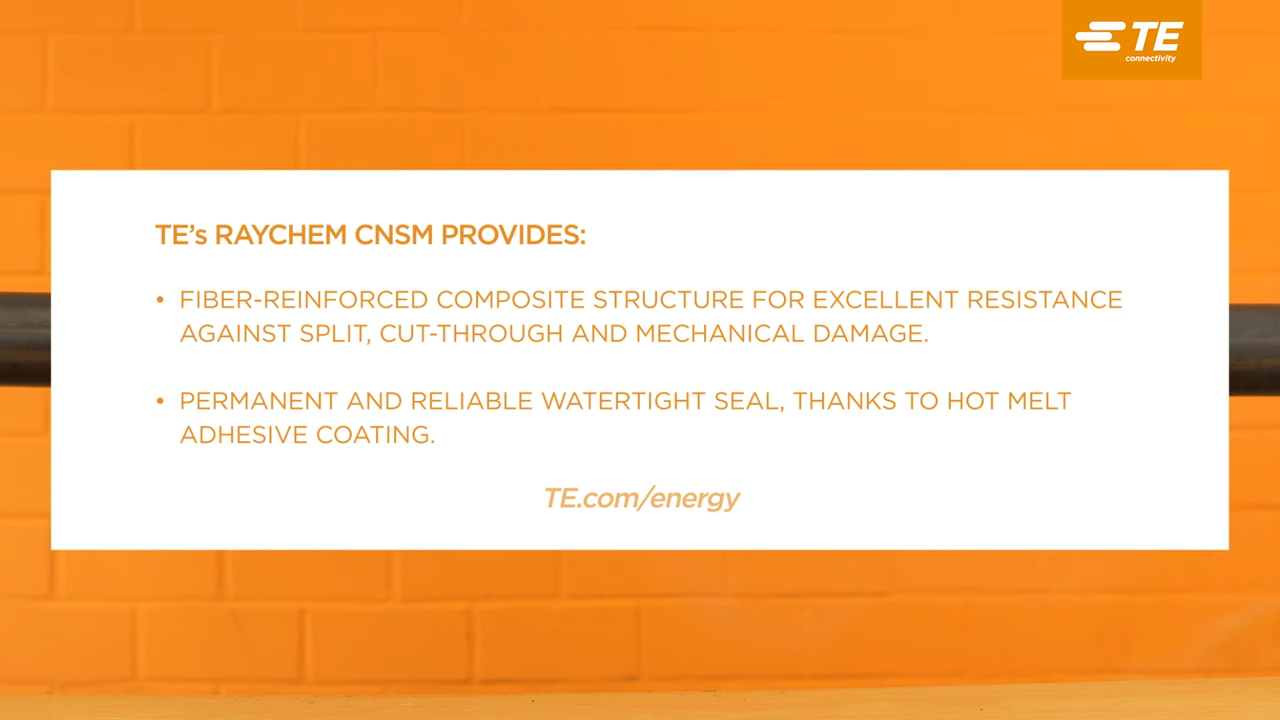 TE
connectivity
TE's RAYCHEM CNSM PROVIDES:
• FIBER-REINFORCED COMPOSITE STRUCTURE FOR EXCELLENT RESISTANCE
AGAINST SPLIT, CUT-THROUGH AND MECHANICAL DAMAGE.
• PERMANENT AND RELIABLE WATERTIGHT SEAL, THANKS TO HOT MELT
ADHESIVE COATING.
TE.com/energy